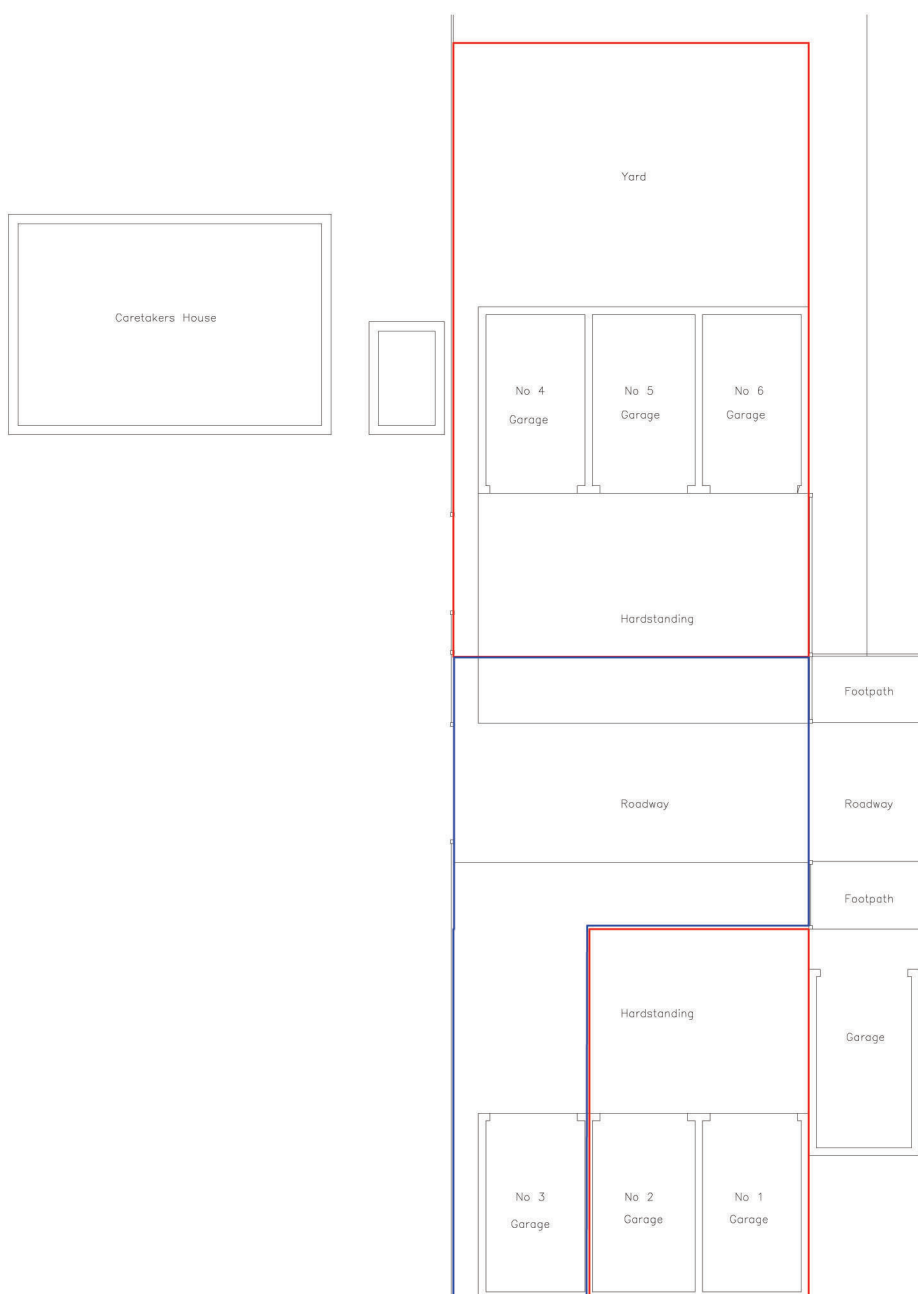 Yard
Caretakers House
No 4
Garage
No 5
Garage
No 6
Garage
Hardstanding
Footpath
Roadway
Roadway
Footpath
Hardstanding
Garage
No 3
Garage
No 2
Garage
No 1
Garage